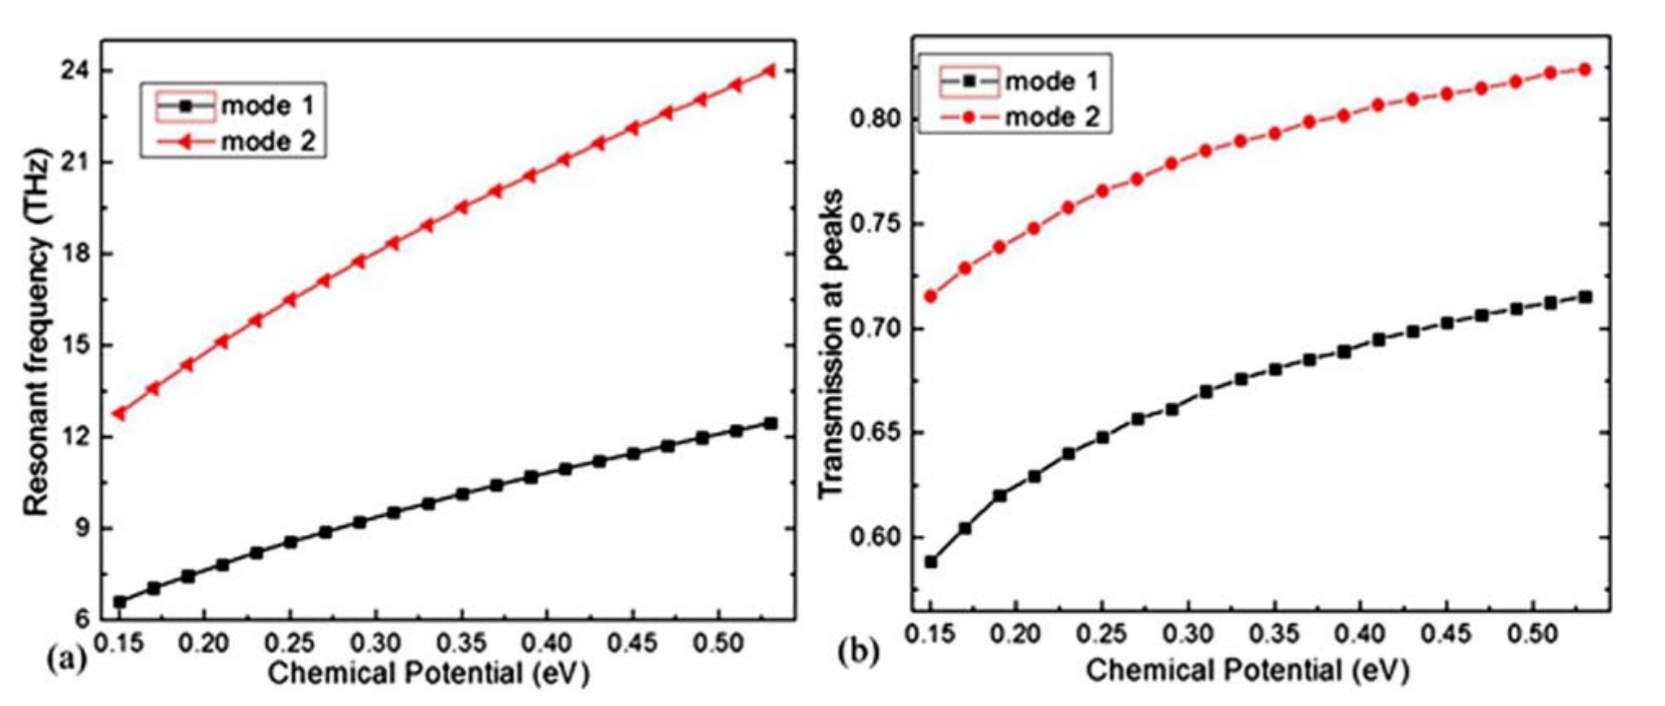 24
21
18
15
12
9
6
Resonant frequency (THz)
mode 1
mode 2
0.15 0.20 0.25 0.30 0.35 0.40 0.45 0.50
Chemical Potential (eV)
(a)
0.80
0.75
0.70
0.65
0.60
Transmission at peaks
mode 1
mode 2
0.15 0.20 0.25 0.30 0.35 0.40 0.45 0.50
Chemical Potential (eV)
(b)